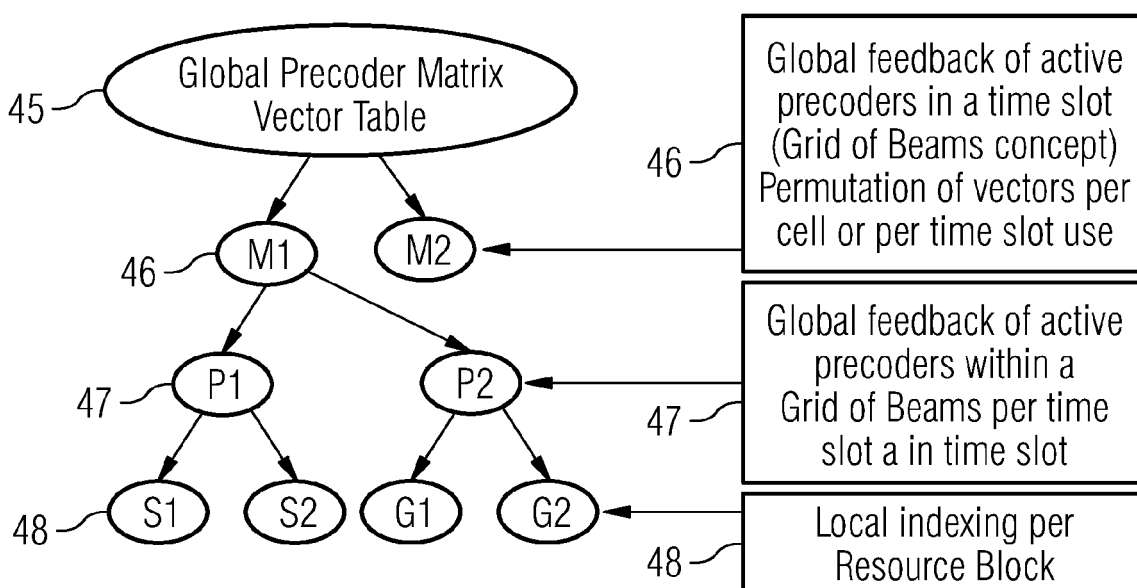 Global Precoder Matrix
Vector Table
45
M1
M2
46
P1
P2
47
S1
S2
G1
G2
48
Global feedback of active
precoders in a time slot
(Grid of Beams concept)
Permutation of vectors per
cell or per time slot use
46
Global feedback of active
precoders within a
Grid of Beams per time
slot a in time slot
47
Local indexing per
Resource Block
48